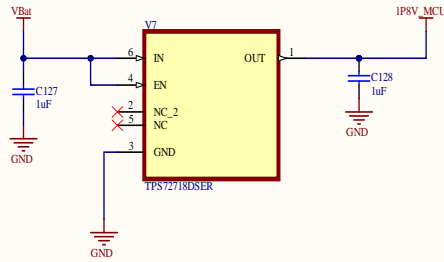 VBat
V7
1P8V_MCU
6
IN
OUT
1
4
EN
C127
1uF
C128
1uF
2
NC_2
5
NC
3
GND
GND
GND
TPS72718DSER
GND